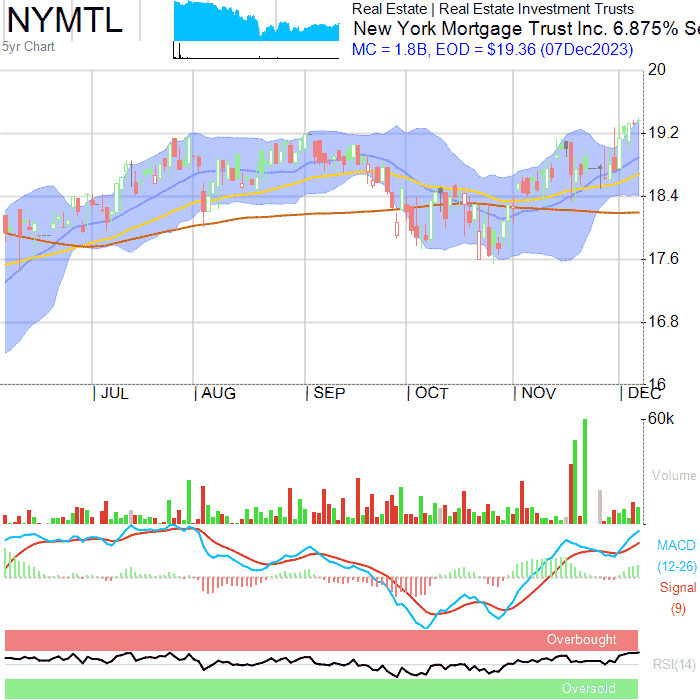 NYMTL
5yr Chart
Real Estate | Real Estate Investment Trusts
New York Mortgage Trust Inc. 6.875% Se
MC = 1.8B, EOD = $19.36 (07Dec2023)
20
19.2
18.4
17.6
16.8
16
| JUL | AUG | SEP | OCT | NOV | DEC
60k
Volume
MACD
(12-26)
Signal
(9)
Overbought
RSI(14)
Oversold